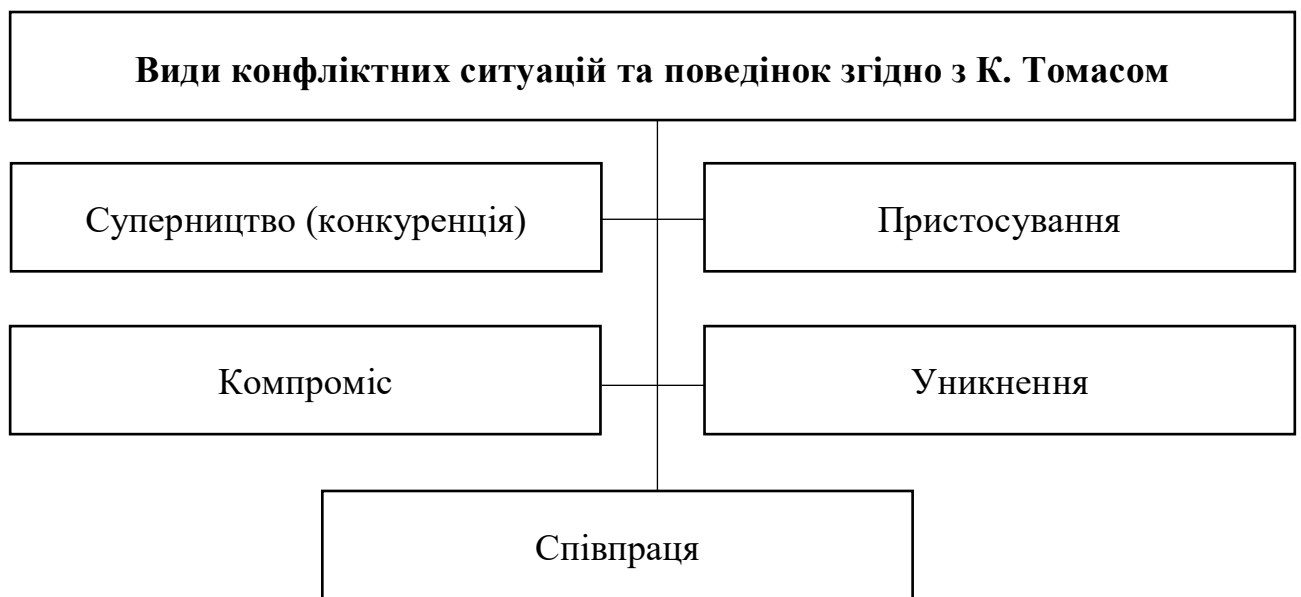 Види конфліктних ситуацій та поведінок згідно з К. Томасом
Суперництво (конкуренція)
Пристосування
Компроміс
Уникнення
Співпраця